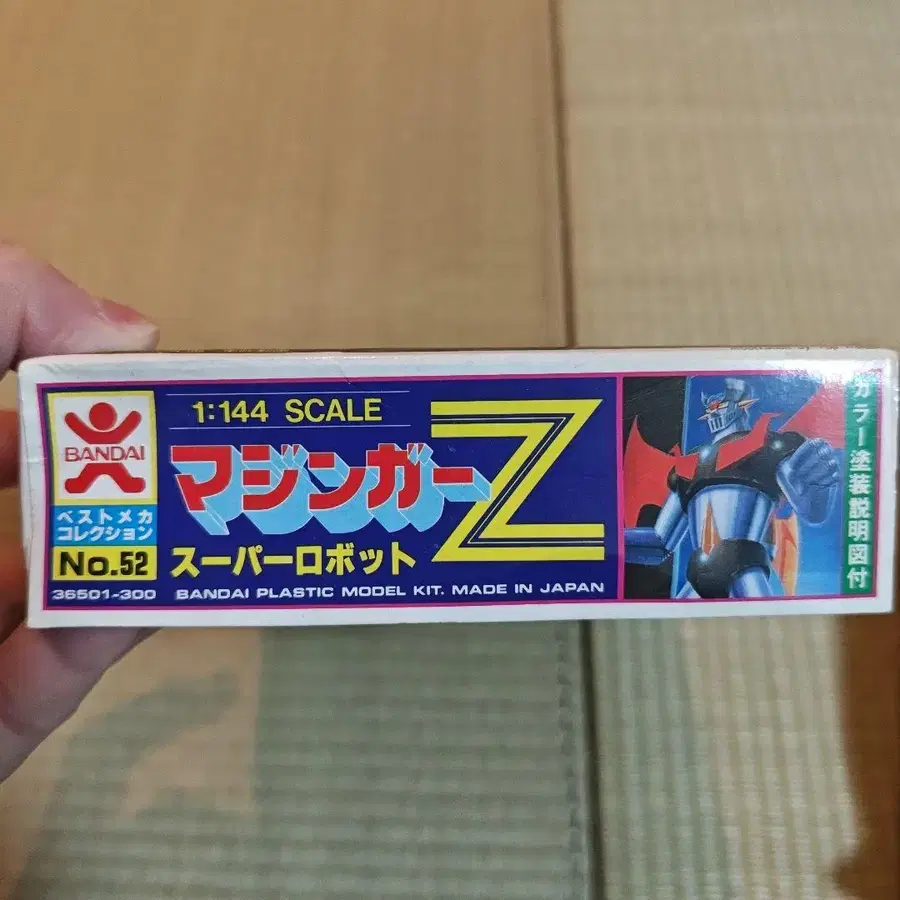 BANDAI
ベストメカ
コレクション
No.52
36501-300
1:144 SCALE
マジンガーZ
スーパーロボット
BANDAI PLASTIC MODEL KIT. MADE IN JAPAN
カラー塗装説明図付